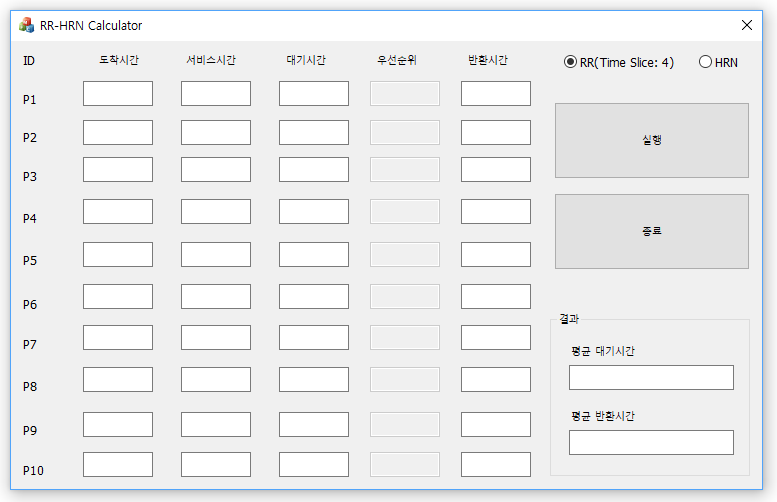 RR-HRN Calculator
ID 도착시간 서비스시간 대기시간 우선순위 반환시간 RR(Time Slice: 4) HRN
P1
P2
실행
P3
P4
종료
P5
P6
결과
P7
평균 대기시간
P8
평균 반환시간
P9
P10